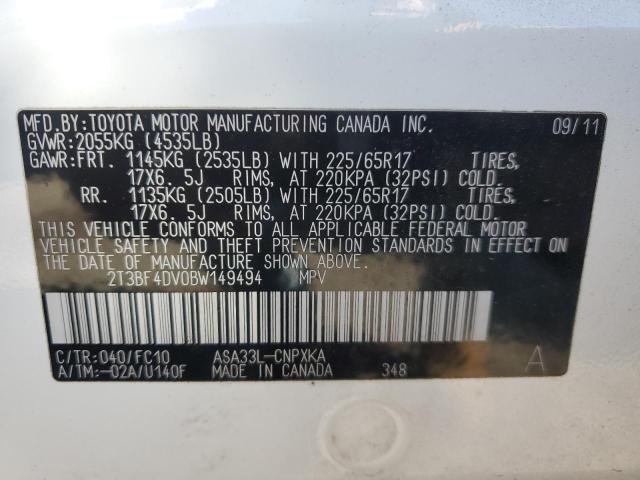 MFD.BY:TOYOTA MOTOR MANUFACTURING CANADA INC. 09/11
GVWR:2055KG (4535LB)
GAWR:FRT. 1145KG (2535LB) WITH 225/65R17 TIRES,
17X6.5J RIMS, AT 220KPA (32PSI) COLD.
RR. 1135KG (2505LB) WITH 225/65R17 TIRES,
17X6.5J RIMS, AT 220KPA (32PSI) COLD.
THIS VEHICLE CONFORMS TO ALL APPLICABLE FEDERAL MOTOR
VEHICLE SAFETY AND THEFT PREVENTION STANDARDS IN EFFECT ON
THE DATE OF MANUFACTURE SHOWN ABOVE.
2T3BF4DV0BW149494 MPV
C/TR:040/FC10 ASA33L-CNPXKA A
A/TM:-02A/U140F MADE IN CANADA 348